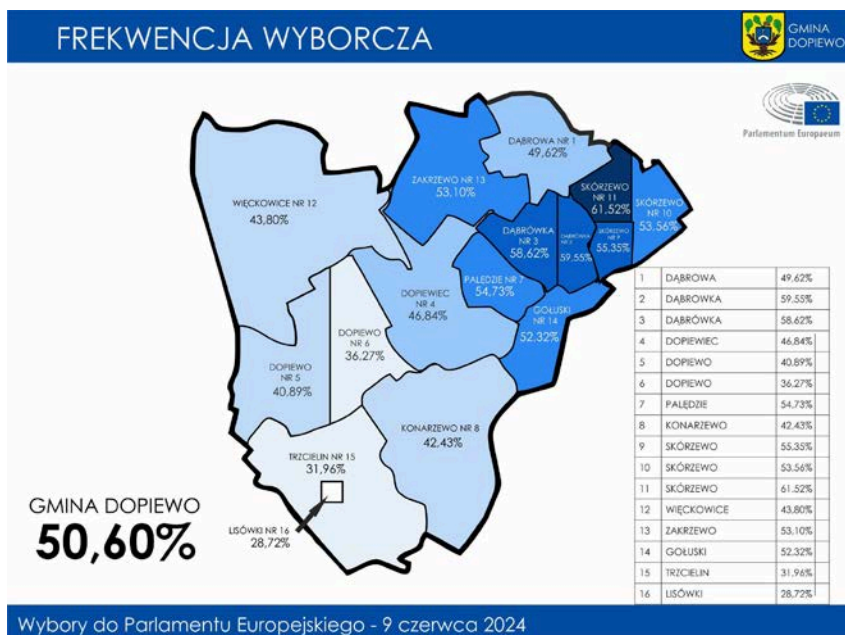 FREKWENCJA WYBORCZA
GMINA
DOPIEWO
Parlamentum Europaeum
DĄBROWA NR 1
49,62%
ZAKRZEWO NR 13
53,10%
SKÓRZEWO
NR 11
61,52%
SKÓRZEWO
NR 10
53,56%
WIĘCKOWICE NR 12
43,80%
DĄBRÓWKA
NR 3
58,62%
DĄBRÓWKA
NR 2
59,55%
SKÓRZEWO
NR 9
55,35%
PALĘDZIE NR 7
54,73%
DOPIEWIEC
NR 4
46,84%
GOŁUSKI
NR 14
52,32%
DOPIEWO
NR 6
36,27%
DOPIEWO
NR 5
40,89%
KONARZEWO NR 8
42,43%
TRZCIELIN NR 15
31,96%
LISÓWKI NR 16
28,72%
GMINA DOPIEWO
50,60%
1 DĄBROWA 49,62%
2 DĄBROWKA 59,55%
3 DĄBRÓWKA 58,62%
4 DOPIEWIEC 46,84%
5 DOPIEWO 40,89%
6 DOPIEWO 36,27%
7 PALĘDZIE 54,73%
8 KONARZEWO 42,43%
9 SKÓRZEWO 55,35%
10 SKÓRZEWO 53,56%
11 SKÓRZEWO 61,52%
12 WIĘCKOWICE 43,80%
13 ZAKRZEWO 53,10%
14 GOŁUSKI 52,32%
15 TRZCIELIN 31,96%
16 LISÓWKI 28,72%
Wybory do Parlamentu Europejskiego - 9 czerwca 2024